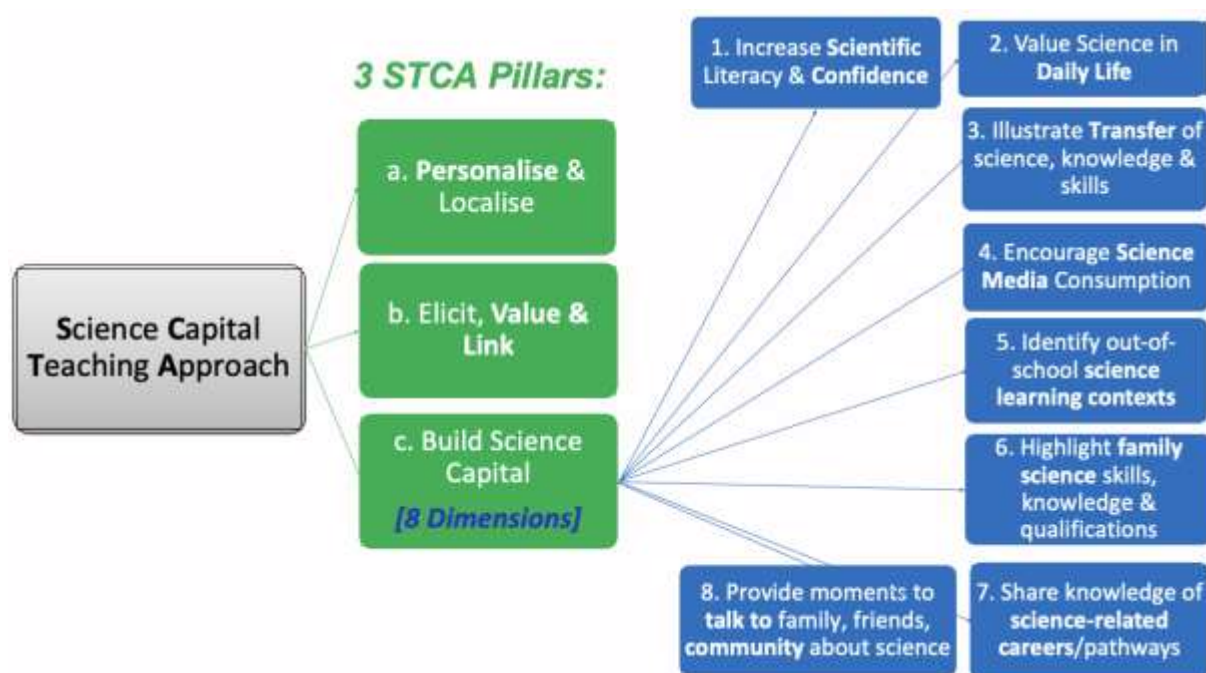 3 STCA Pillars:
Science Capital
Teaching Approach
a. Personalise &
Localise
b. Elicit, Value &
Link
c. Build Science
Capital
[8 Dimensions]
1. Increase Scientific
Literacy & Confidence
2. Value Science in
Daily Life
3. Illustrate Transfer of
science, knowledge &
skills
4. Encourage Science
Media Consumption
5. Identify out-of-
school science
learning contexts
6. Highlight family
science skills,
knowledge &
qualifications
7. Share knowledge of
science-related
careers/pathways
8. Provide moments to
talk to family, friends,
community about science